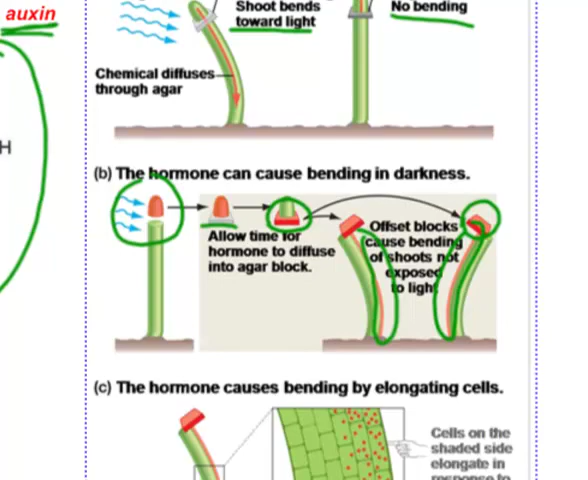 auxin
H
Shoot bends
toward light
No bending
Chemical diffuses
through agar
(b) The hormone can cause bending in darkness.
Allow time for
hormone to diffuse
into agar block.
Offset blocks
cause bending
of shoots not
exposed
to light
(c) The hormone causes bending by elongating cells.
Cells on the
shaded side
elongate in
response to